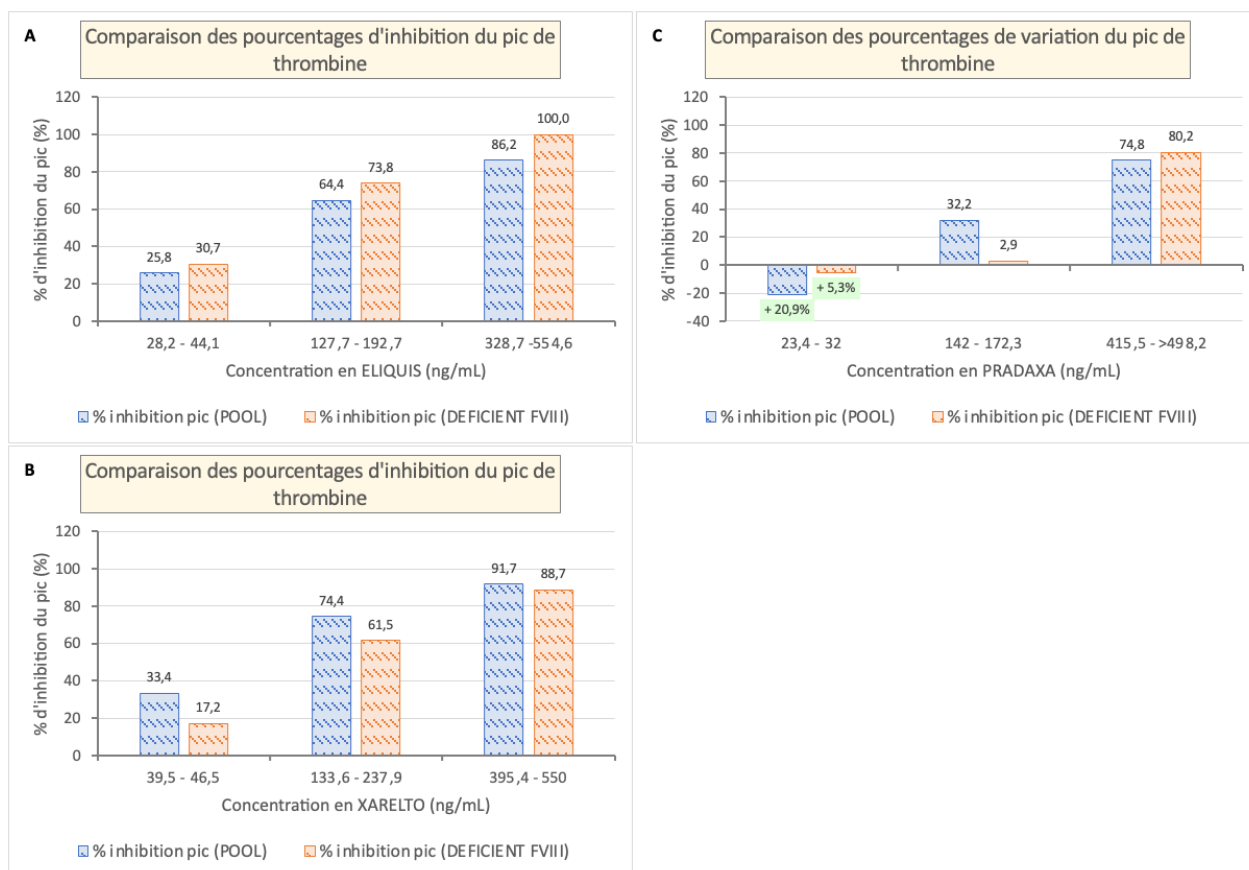 A
Comparaison des pourcentages d'inhibition du pic de
thrombine
% d'inhibition du pic (%)
120
100
80
60
40
20
0
25,8
30,7
64,4
73,8
86,2
100,0
28,2 - 44,1
127,7 - 192,7
328,7 -554,6
Concentration en ELIQUIS (ng/mL)
% inhibition pic (POOL)
% inhibition pic (DEFICIENT FVIII)
C
Comparaison des pourcentages de variation du pic de
thrombine
% d'inhibition du pic (%)
120
100
80
60
40
20
0
-20
-40
+ 20,9%
+ 5,3%
32,2
2,9
74,8
80,2
23,4 - 32
142 - 172,3
415,5 - >498,2
Concentration en PRADAXA (ng/mL)
% inhibition pic (POOL)
% inhibition pic (DEFICIENT FVIII)
B
Comparaison des pourcentages d'inhibition du pic de
thrombine
% d'inhibition du pic (%)
120
100
80
60
40
20
0
33,4
17,2
74,4
61,5
91,7
88,7
39,5 - 46,5
133,6 - 237,9
395,4 - 550
Concentration en XARELTO (ng/mL)
% inhibition pic (POOL)
% inhibition pic (DEFICIENT FVIII)